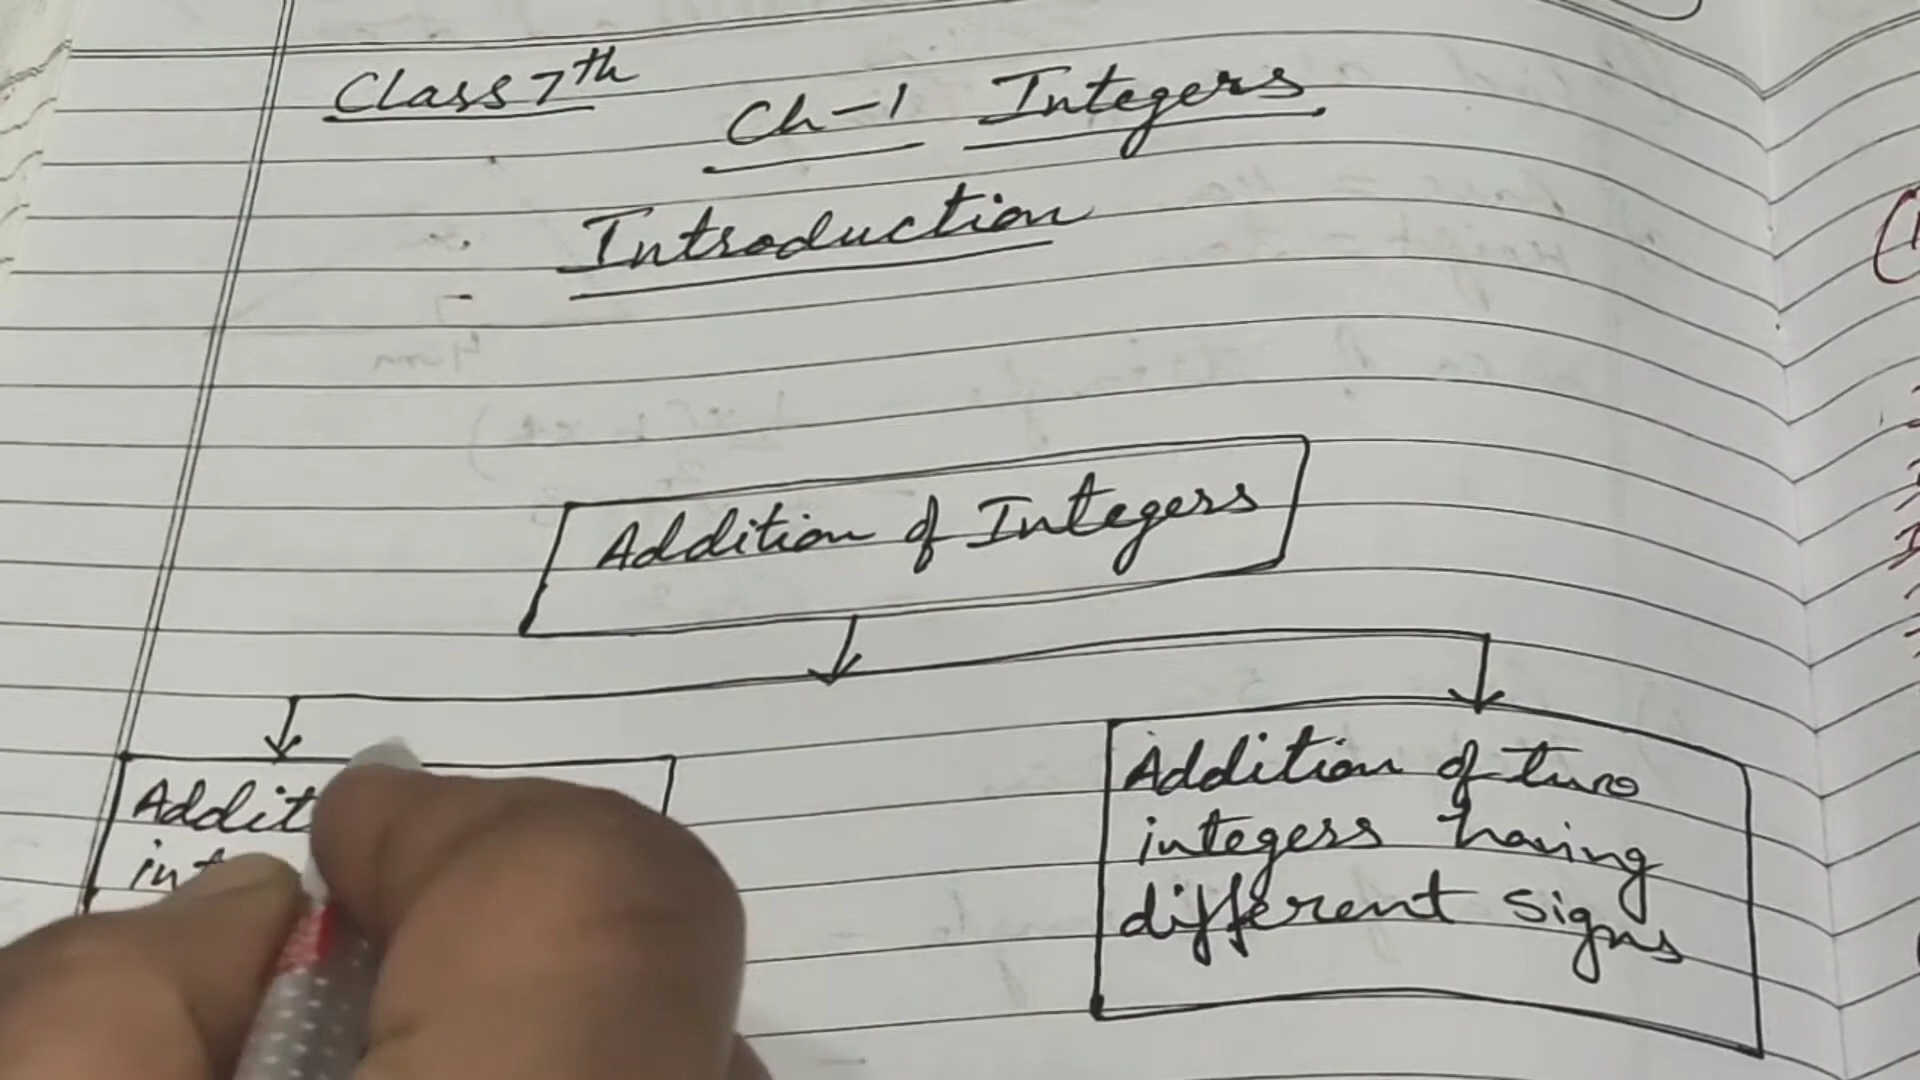 Class 7th
Ch-1 Integers
Introduction
Addition of Integers
Addition of two
integers having
different signs